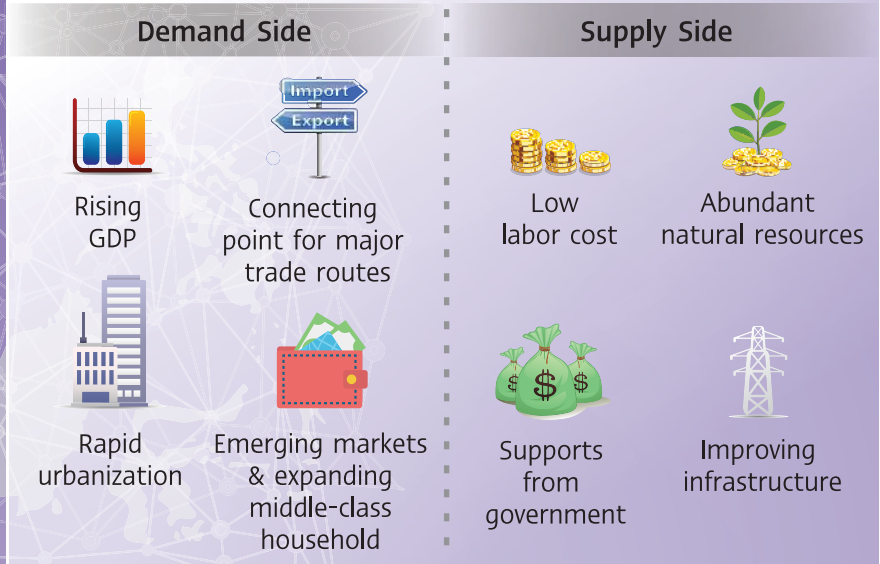 Demand Side
Import
Export
Rising
GDP
Connecting
point for major
trade routes
Rapid
urbanization
Emerging markets
& expanding
middle-class
household
Supply Side
Low
labor cost
Abundant
natural resources
$ $ $
Supports
from
government
Improving
infrastructure